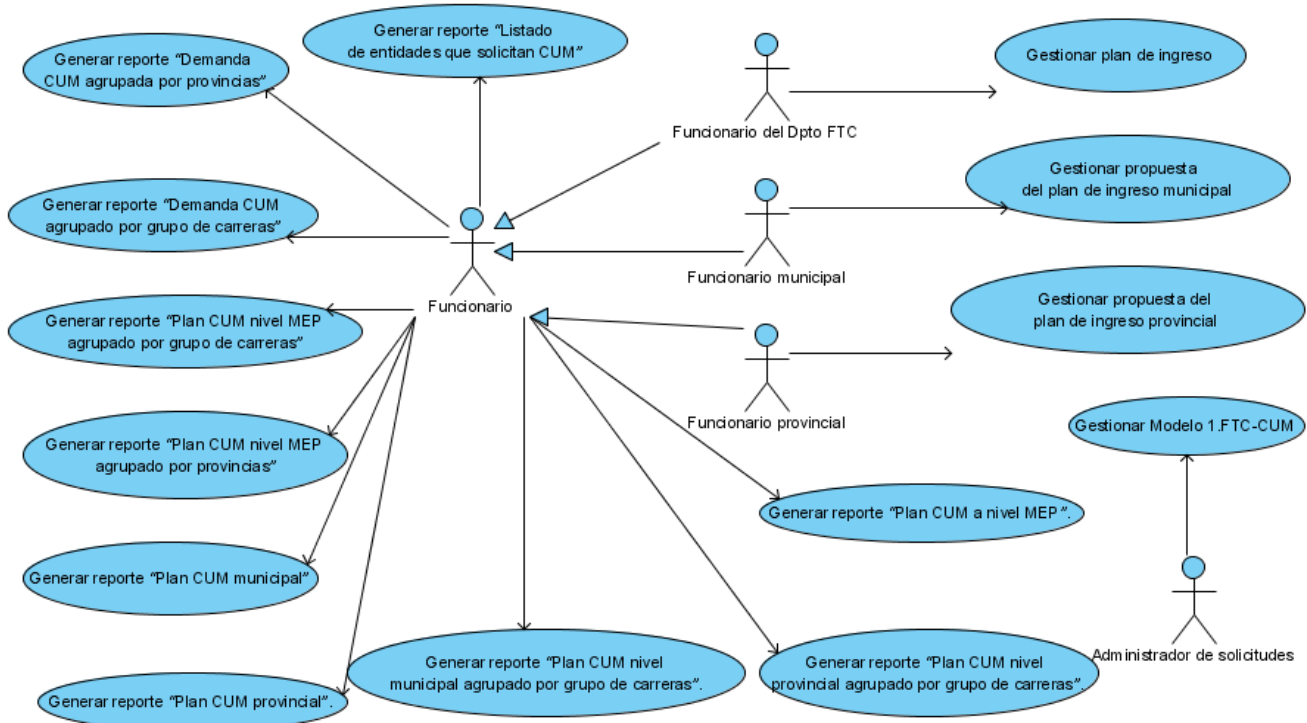 Generar reporte “Listado
de entidades que solicitan CUM”
Generar reporte “Demanda
CUM agrupada por provincias”
Gestionar plan de ingreso
Funcionario del Dpto FTC
Gestionar propuesta
del plan de ingreso municipal
Generar reporte “Demanda CUM
agrupado por grupo de carreras”
Funcionario municipal
Funcionario
Gestionar propuesta del
plan de ingreso provincial
Generar reporte “Plan CUM nivel MEP
agrupado por grupo de carreras”
Funcionario provincial
Gestionar Modelo 1.FTC-CUM
Generar reporte “Plan CUM nivel MEP
agrupado por provincias”
Generar reporte “Plan CUM a nivel MEP”.
Generar reporte “Plan CUM municipal”
Administrador de solicitudes
Generar reporte “Plan CUM nivel
municipal agrupado por grupo de carreras”.
Generar reporte “Plan CUM nivel
provincial agrupado por grupo de carreras”.
Generar reporte “Plan CUM provincial”.